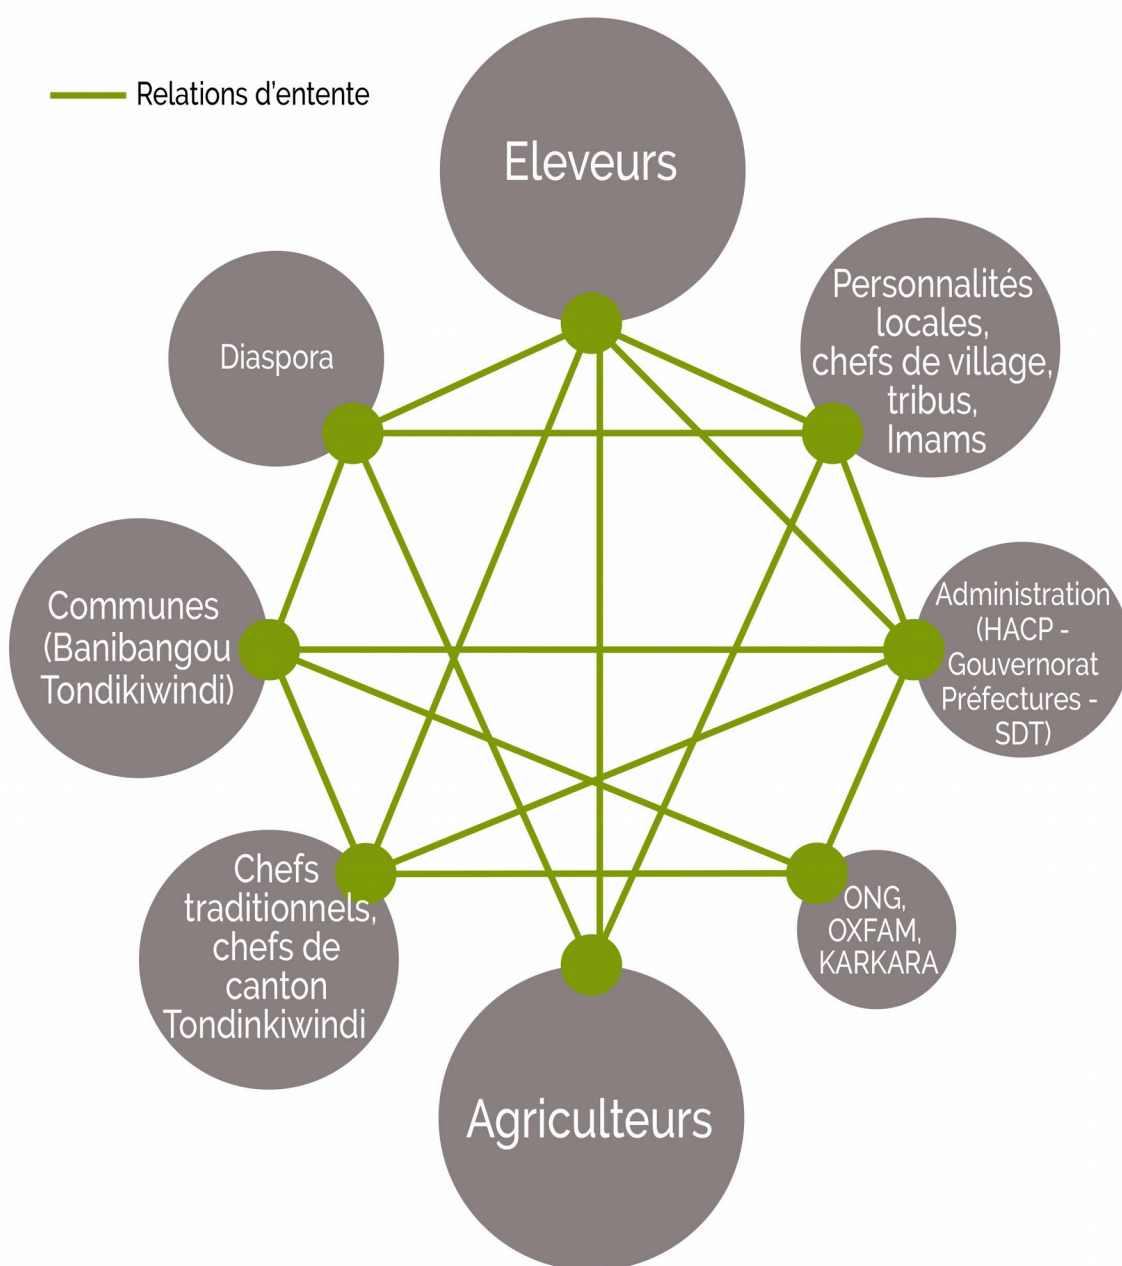 Relations d'entente
Eleveurs
Personnalités
locales,
chefs de village,
tribus,
Imams
Diaspora
Communes
(Banibangou
Tondikiwindi)
Administration
(HACP -
Gouvernorat
Préfectures -
SDT)
Chefs
traditionnels,
chefs de
canton
Tondinkiwindi
ONG,
OXFAM,
KARKARA
Agriculteurs